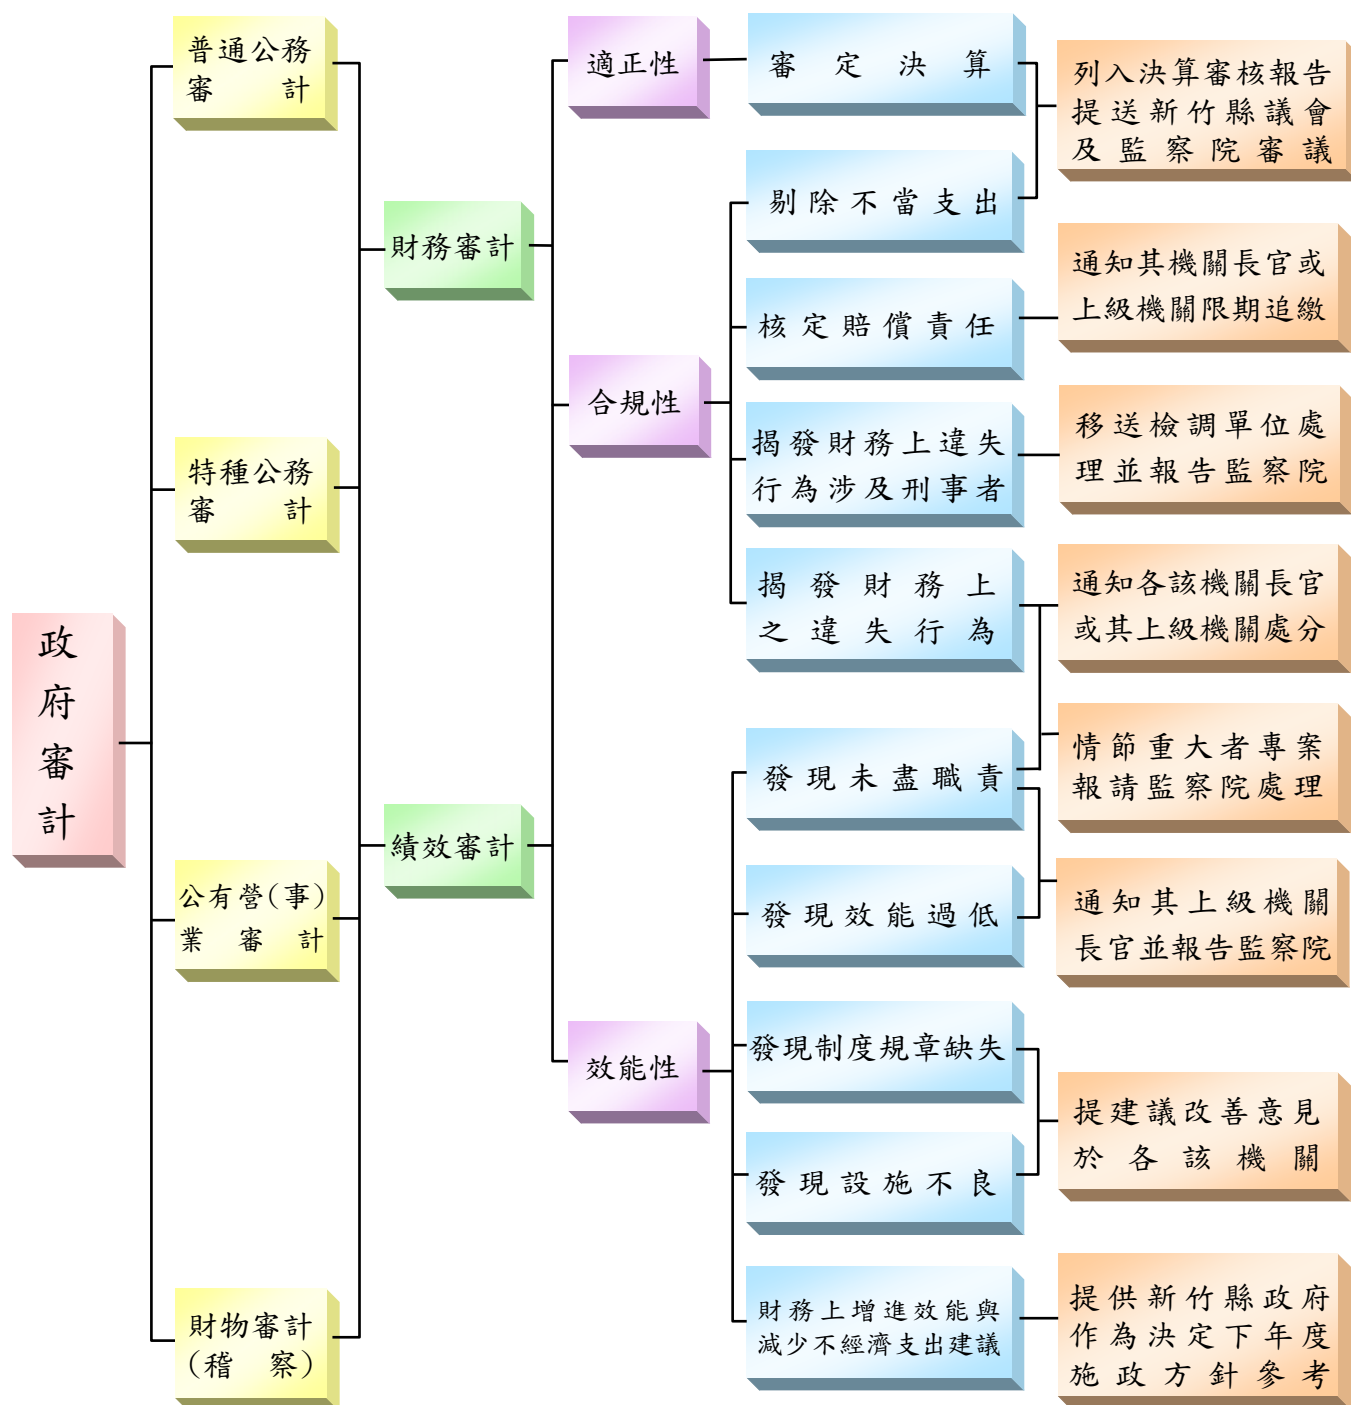 政府審計
普通公務
審計
特種公務
審計
公有營(事)
業審計
財物審計
(稽察)
財務審計
績效審計
適正性
合規性
效能性
審定決算
剔除不當支出
核定賠償責任
揭發財務上違失
行為涉及刑事者
揭發財務上
之違失行為
發現未盡職責
發現效能過低
發現制度規章缺失
發現設施不良
財務上增進效能與
減少不經濟支出建議
列入決算審核報告
提送新竹縣議會
及監察院審議
通知其機關長官或
上級機關限期追繳
移送檢調單位處
理並報告監察院
通知各該機關長官
或其上級機關處分
情節重大者專案
報請監察院處理
通知其上級機關
長官並報告監察院
提建議改善意見
於各該機關
提供新竹縣政府
作為決定下年度
施政方針參考